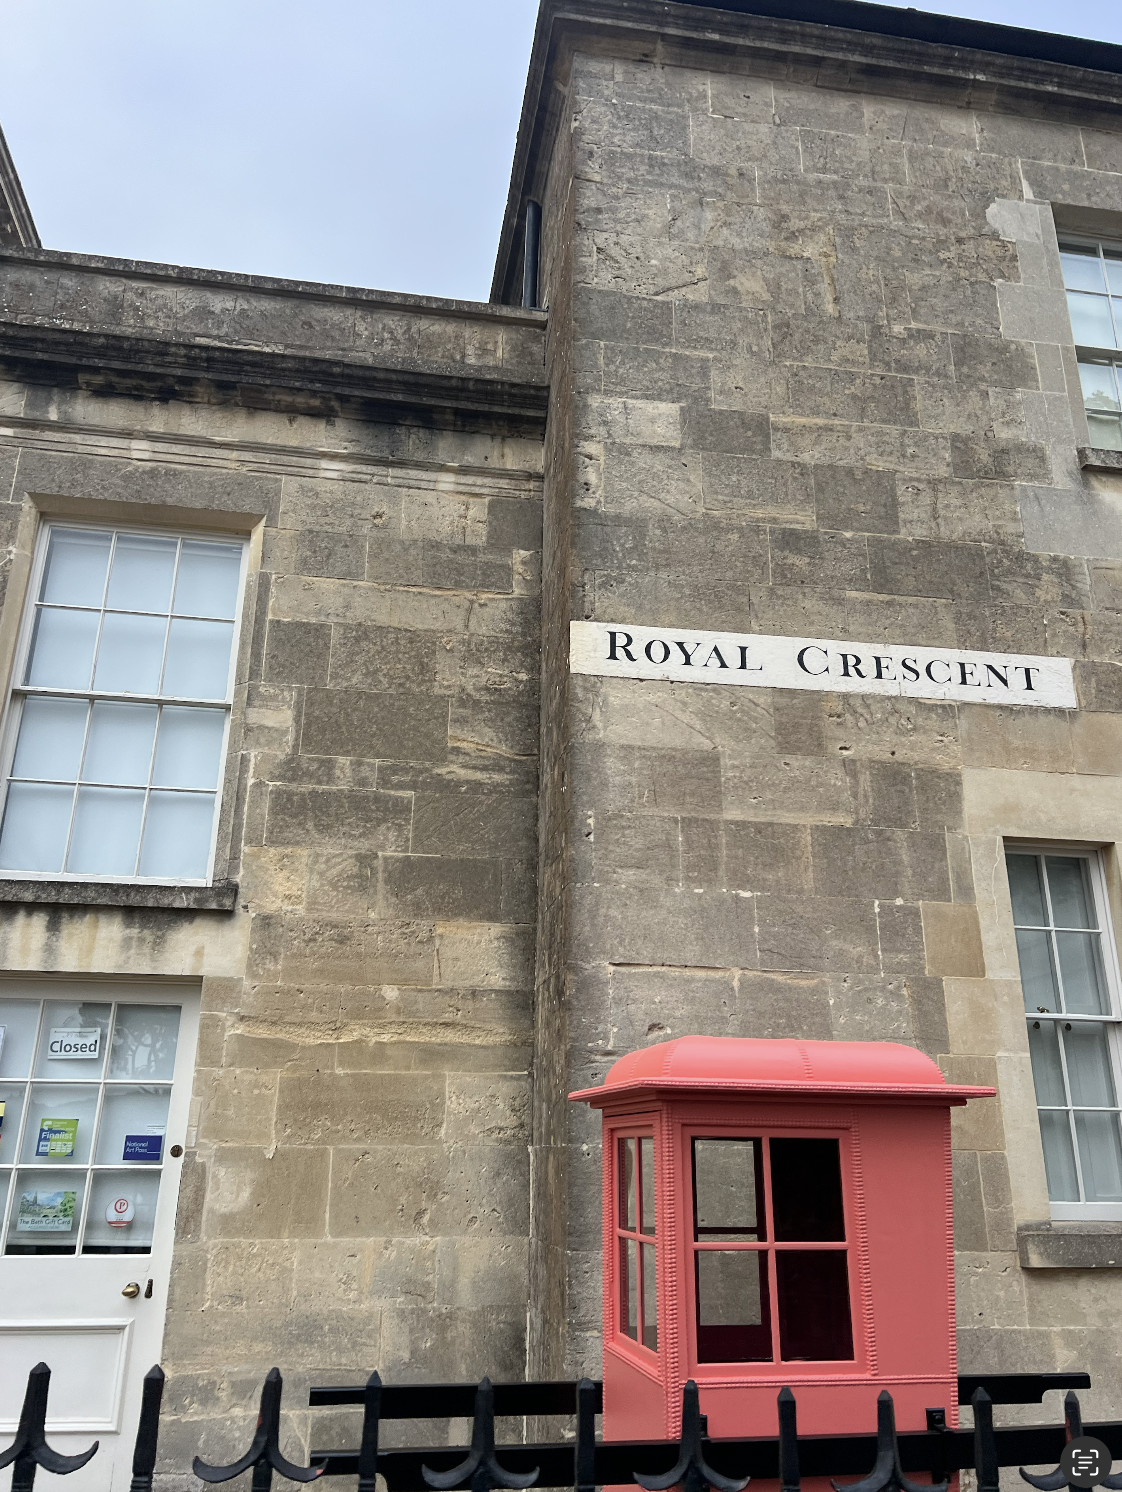 ROYAL CRESCENT
Closed
Finalist
National
Art Pass
The Bath Gift Card
P